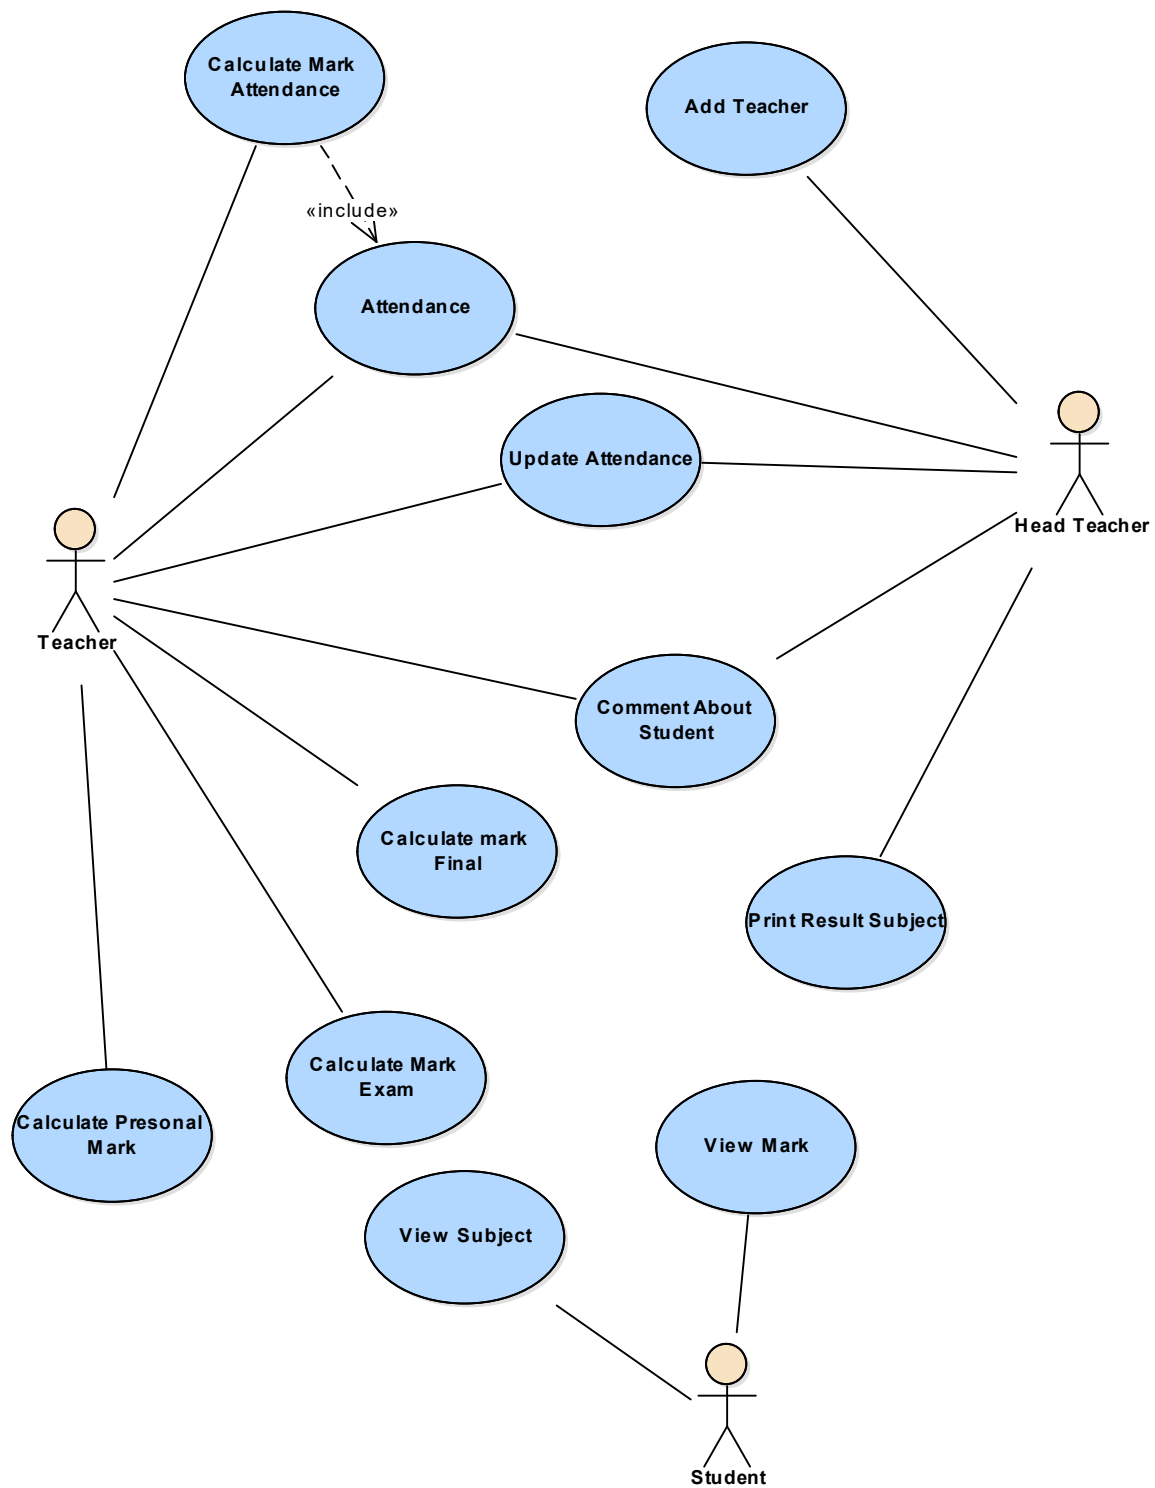 Calculate Mark
Attendance
Add Teacher
«include»
Attendance
Update Attendance
Head Teacher
Teacher
Comment About
Student
Calculate mark
Final
Print Result Subject
Calculate Mark
Exam
Calculate Presonal
Mark
View Mark
View Subject
Student